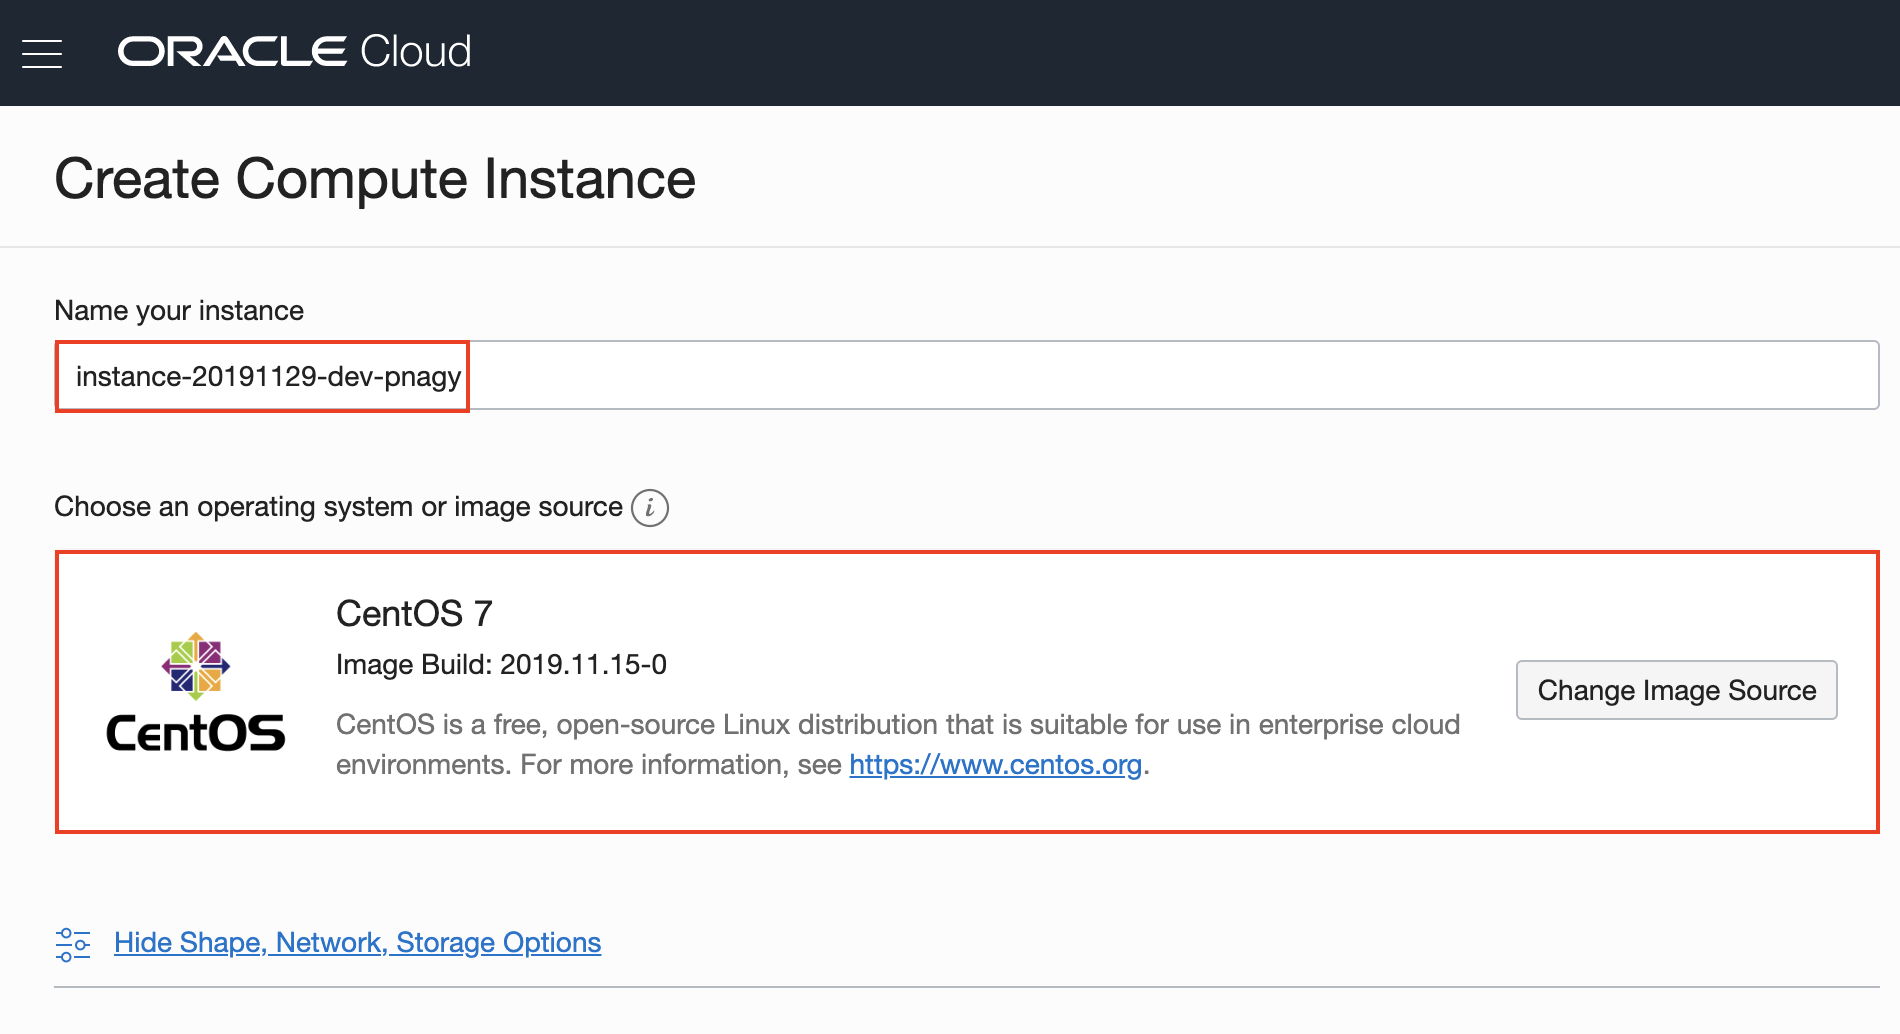 ORACLE Cloud
Create Compute Instance
Name your instance
instance-20191129-dev-pnagy
Choose an operating system or image source i
CentOS
CentOS 7
Image Build: 2019.11.15-0
CentOS is a free, open-source Linux distribution that is suitable for use in enterprise cloud
environments. For more information, see https://www.centos.org.
Change Image Source
Hide Shape, Network, Storage Options